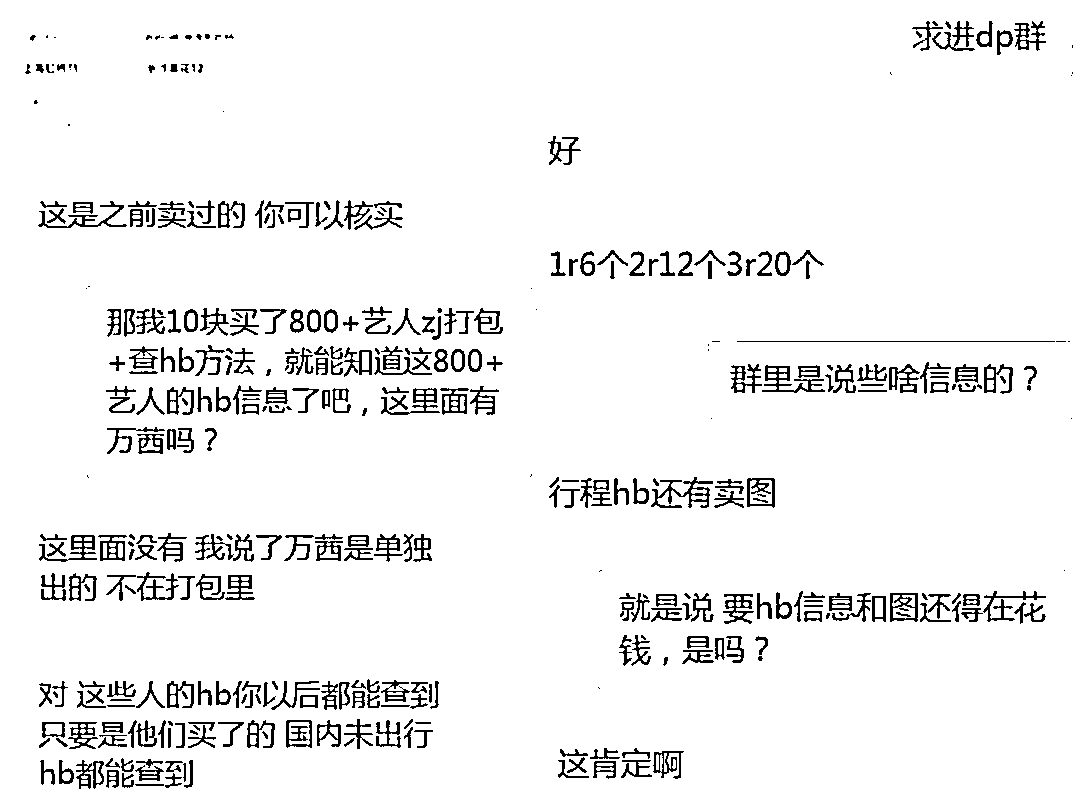 这是之前卖过的 你可以核实
那我10块买了800+艺人zj打包
+查hb方法，就能知道这800+
艺人的hb信息了吧，这里面有
万茜吗？
这里面没有 我说了万茜是单独
出的 不在打包里
对 这些人的hb你以后都能查到
只要是他们买了的 国内未出行
hb都能查到
求进dp群
好
1r6个2r12个3r20个
群里是说些啥信息的？
行程hb还有卖图
就是说 要hb信息和图还得在花
钱，是吗？
这肯定啊